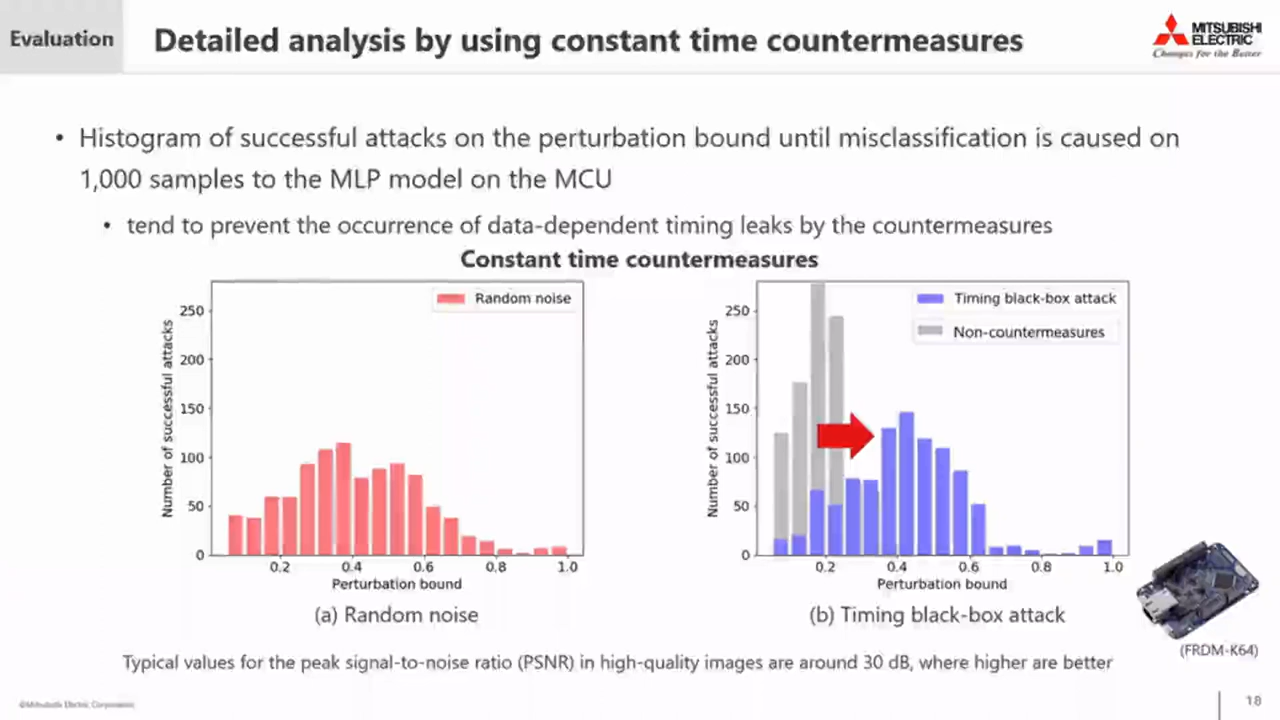 Evaluation
Detailed analysis by using constant time countermeasures
MITSUBISHI
ELECTRIC
Changes for the Better
• Histogram of successful attacks on the perturbation bound until misclassification is caused on
1,000 samples to the MLP model on the MCU
• tend to prevent the occurrence of data-dependent timing leaks by the countermeasures
Constant time countermeasures
Random noise
Number of successful attacks
250
200
150
100
50
0
0.2 0.4 0.6 0.8 1.0
Perturbation bound
(a) Random noise
Timing black-box attack
Non-countermeasures
Number of successful attacks
250
200
150
100
50
0
0.2 0.4 0.6 0.8 1.0
Perturbation bound
(b) Timing black-box attack
(FRDM-K64)
Typical values for the peak signal-to-noise ratio (PSNR) in high-quality images are around 30 dB, where higher are better
©Mitsubishi Electric Corporation
18